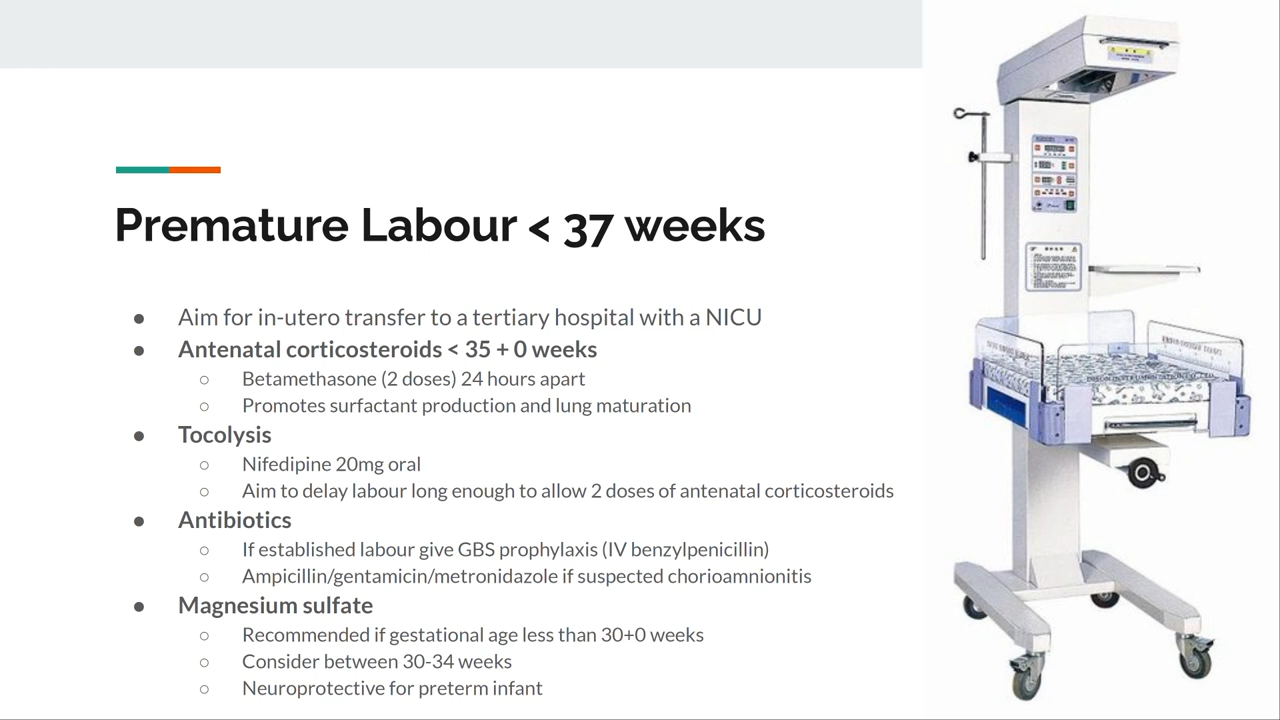 Premature Labour < 37 weeks
● Aim for in-utero transfer to a tertiary hospital with a NICU
● Antenatal corticosteroids < 35 + 0 weeks
○ Betamethasone (2 doses) 24 hours apart
○ Promotes surfactant production and lung maturation
● Tocolysis
○ Nifedipine 20mg oral
○ Aim to delay labour long enough to allow 2 doses of antenatal corticosteroids
● Antibiotics
○ If established labour give GBS prophylaxis (IV benzylpenicillin)
○ Ampicillin/gentamicin/metronidazole if suspected chorioamnionitis
● Magnesium sulfate
○ Recommended if gestational age less than 30+0 weeks
○ Consider between 30-34 weeks
○ Neuroprotective for preterm infant